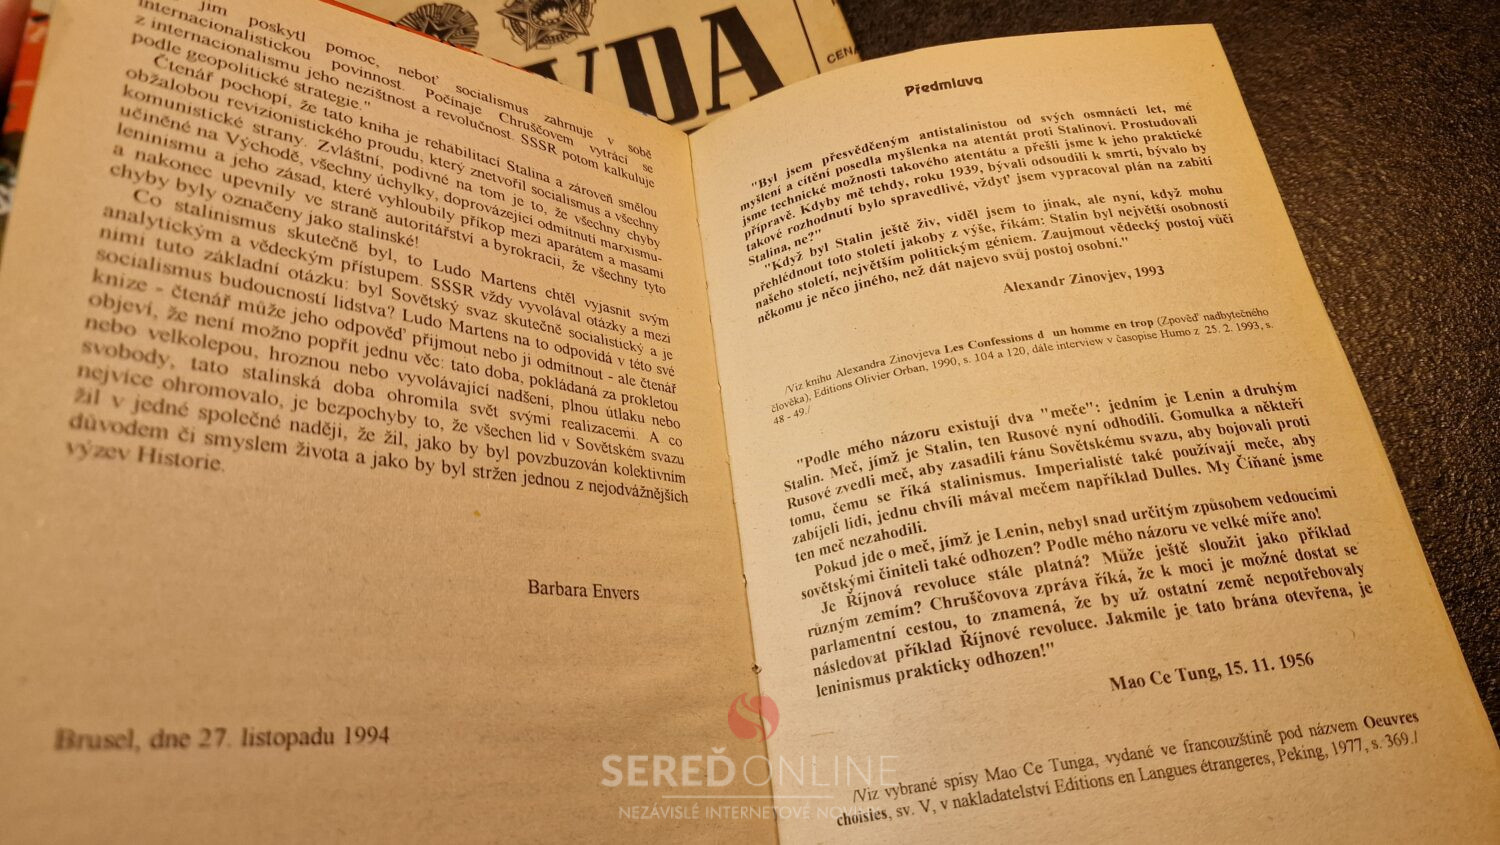 VDA
CENA
jim poskytl pomoc, neboť socialismus zahrnuje v sobě
internacionalistickou povinnost. Počínaje Chruščovem vytrácí se
z internacionalismu jeho nezištnost a revolučnost. SSSR potom kalkuluje
podle geopolitické strategie."
Čtenář pochopí, že tato kniha je rehabilitací Stalina a zároveň smělou
obžalobou revizionistického proudu, který znetvořil socialismus a všechny
komunistické strany. Zvláštní, podivné na tom je to, že všechny chyby
učiněné na Východě, všechny úchylky, doprovázející odmítnutí marxismu-
leninismu a jeho zásad, které vyhloubily příkop mezi aparátem a masami
a nakonec upevnily ve straně autoritářství a byrokracii, že všechny tyto
chyby byly označeny jako stalinské!
Co stalinismus skutečně byl, to Ludo Martens chtěl vyjasnit svým
analytickým a vědeckým přístupem. SSSR vždy vyvolával otázky a mezi
nimi tuto základní otázku: byl Sovětský svaz skutečně socialistický a je
socialismus budoucností lidstva? Ludo Martens na to odpovídá v této své
knize - čtenář může jeho odpověď přijmout nebo ji odmítnout - ale čtenář
objeví, že není možno popřít jednu věc: tato doba, pokládaná za prokletou
nebo velkolepou, hroznou nebo vyvolávající nadšení, plnou útlaku nebo
svobody, tato stalinská doba ohromila svět svými realizacemi. A co
nejvíce ohromovalo, je bezpochyby to, že všechen lid v Sovětském svazu
žil v jedné společné naději, že žil, jako by byl povzbuzován kolektivním
důvodem či smyslem života a jako by byl stržen jednou z nejodvážnějších
výzev Historie.
Barbara Envers
Brusel, dne 27. listopadu 1994
Předmluva
"Byl jsem přesvědčeným antistalinistou od svých osmnácti let, mé
myšlení a cítění posedla myšlenka na atentát proti Stalinovi. Prostudovali
jsme technické možnosti takového atentátu a přešli jsme k jeho praktické
přípravě. Kdyby mě tehdy, roku 1939, bývali odsoudili k smrti, bývalo by
takové rozhodnutí bylo spravedlivé, vždyť jsem vypracoval plán na zabití
Stalina, ne?"
"Když byl Stalin ještě živ, viděl jsem to jinak, ale nyní, když mohu
přehlédnout toto století jakoby z výše, říkám: Stalin byl největší osobností
našeho století, největším politickým géniem. Zaujmout vědecký postoj vůči
někomu je něco jiného, než dát najevo svůj postoj osobní."
Alexandr Zinovjev, 1993
/Viz knihu Alexandra Zinovjeva Les Confessions d un homme en trop (Zpověď nadbytečného
člověka), Editions Olivier Orban, 1990, s. 104 a 120, dále interview v časopise Humo z 25. 2. 1993, s.
48 - 49./
"Podle mého názoru existují dva "meče": jedním je Lenin a druhým
Stalin. Meč, jímž je Stalin, ten Rusové nyní odhodili. Gomulka a někteří
Rusové zvedli meč, aby zasadili ránu Sovětskému svazu, aby bojovali proti
tomu, čemu se říká stalinismus. Imperialisté také používají meče, aby
zabíjeli lidi, jednu chvíli mával mečem například Dulles. My Číňané jsme
ten meč nezahodili.
Pokud jde o meč, jímž je Lenin, nebyl snad určitým způsobem vedoucími
sovětskými činiteli také odhozen? Podle mého názoru ve velké míře ano!
Je Říjnová revoluce stále platná? Může ještě sloužit jako příklad
různým zemím? Chruščovova zpráva říká, že k moci je možné dostat se
parlamentní cestou, to znamená, že by už ostatní země nepotřebovaly
následovat příklad Říjnové revoluce. Jakmile je tato brána otevřena, je
leninismus prakticky odhozen!"
Mao Ce Tung, 15. 11. 1956
/Viz vybrané spisy Mao Ce Tunga, vydané ve francouzštině pod názvem Oeuvres
choisies, sv. V, v nakladatelství Editions en Langues étrangeres, Peking, 1977, s. 369./
SEREĎ ONLINE
NEZÁVISLÉ INTERNETOVÉ NOVINY